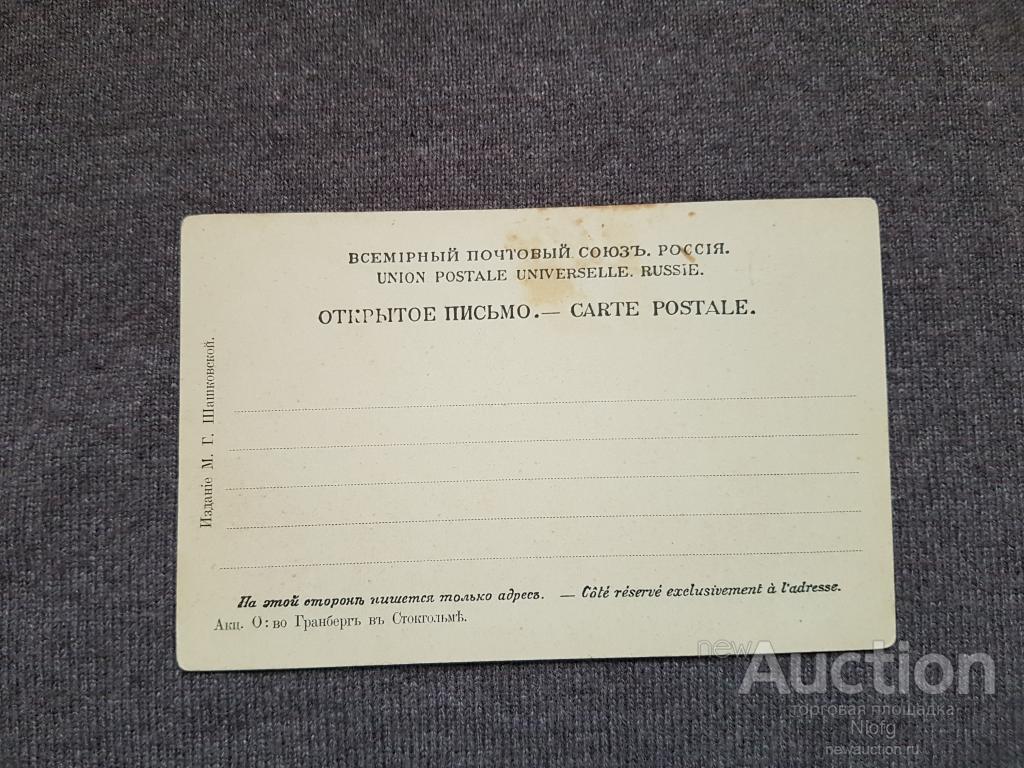 ВСЕМІРНЫЙ ПОЧТОВЫЙ СОЮЗЪ. РОССІЯ.
UNION POSTALE UNIVERSELLE. RUSSIE.
ОТКРЫТОЕ ПИСЬМО.— CARTE POSTALE.
Изданіе М. Г. Шашковской.
На этой сторонѣ пишется только адресъ. — Côté réservé exclusivement à l'adresse.
Акц. О: во Гранбергъ въ Стокгольмѣ.
newAuction
торговая площадка
Niofg
newauction.ru